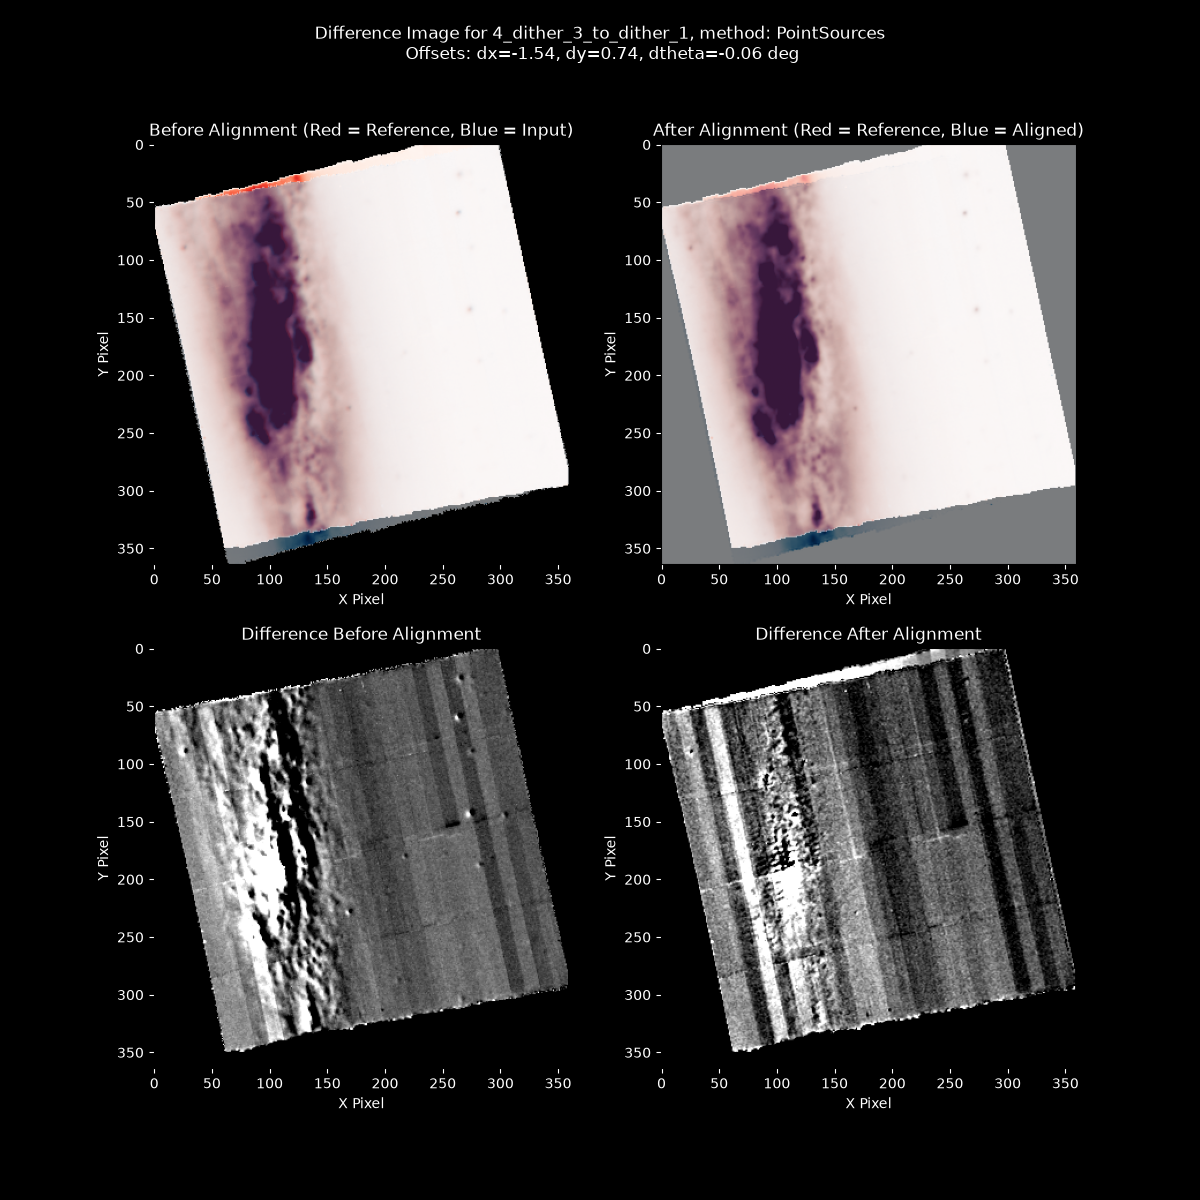 Difference Image for 4_dither_3_to_dither_1, method: PointSources
Offsets: dx=-1.54, dy=0.74, dtheta=-0.06 deg
Before Alignment (Red = Reference, Blue = Input)
0
50
100
150
200
250
300
350
Y Pixel
0 50 100 150 200 250 300 350
X Pixel
After Alignment (Red = Reference, Blue = Aligned)
0
50
100
150
200
250
300
350
Y Pixel
0 50 100 150 200 250 300 350
X Pixel
Difference Before Alignment
0
50
100
150
200
250
300
350
Y Pixel
0 50 100 150 200 250 300 350
X Pixel
Difference After Alignment
0
50
100
150
200
250
300
350
Y Pixel
0 50 100 150 200 250 300 350
X Pixel